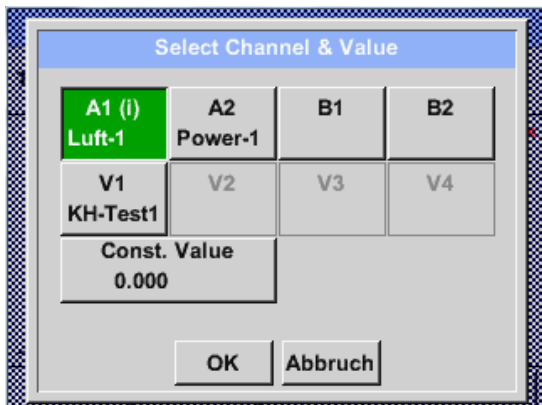 Select Channel & Value
A1 (i) A2 B1 B2
Luft-1 Power-1
V1 V2 V3 V4
KH-Test1
Const. Value
0.000
OK Abbruch